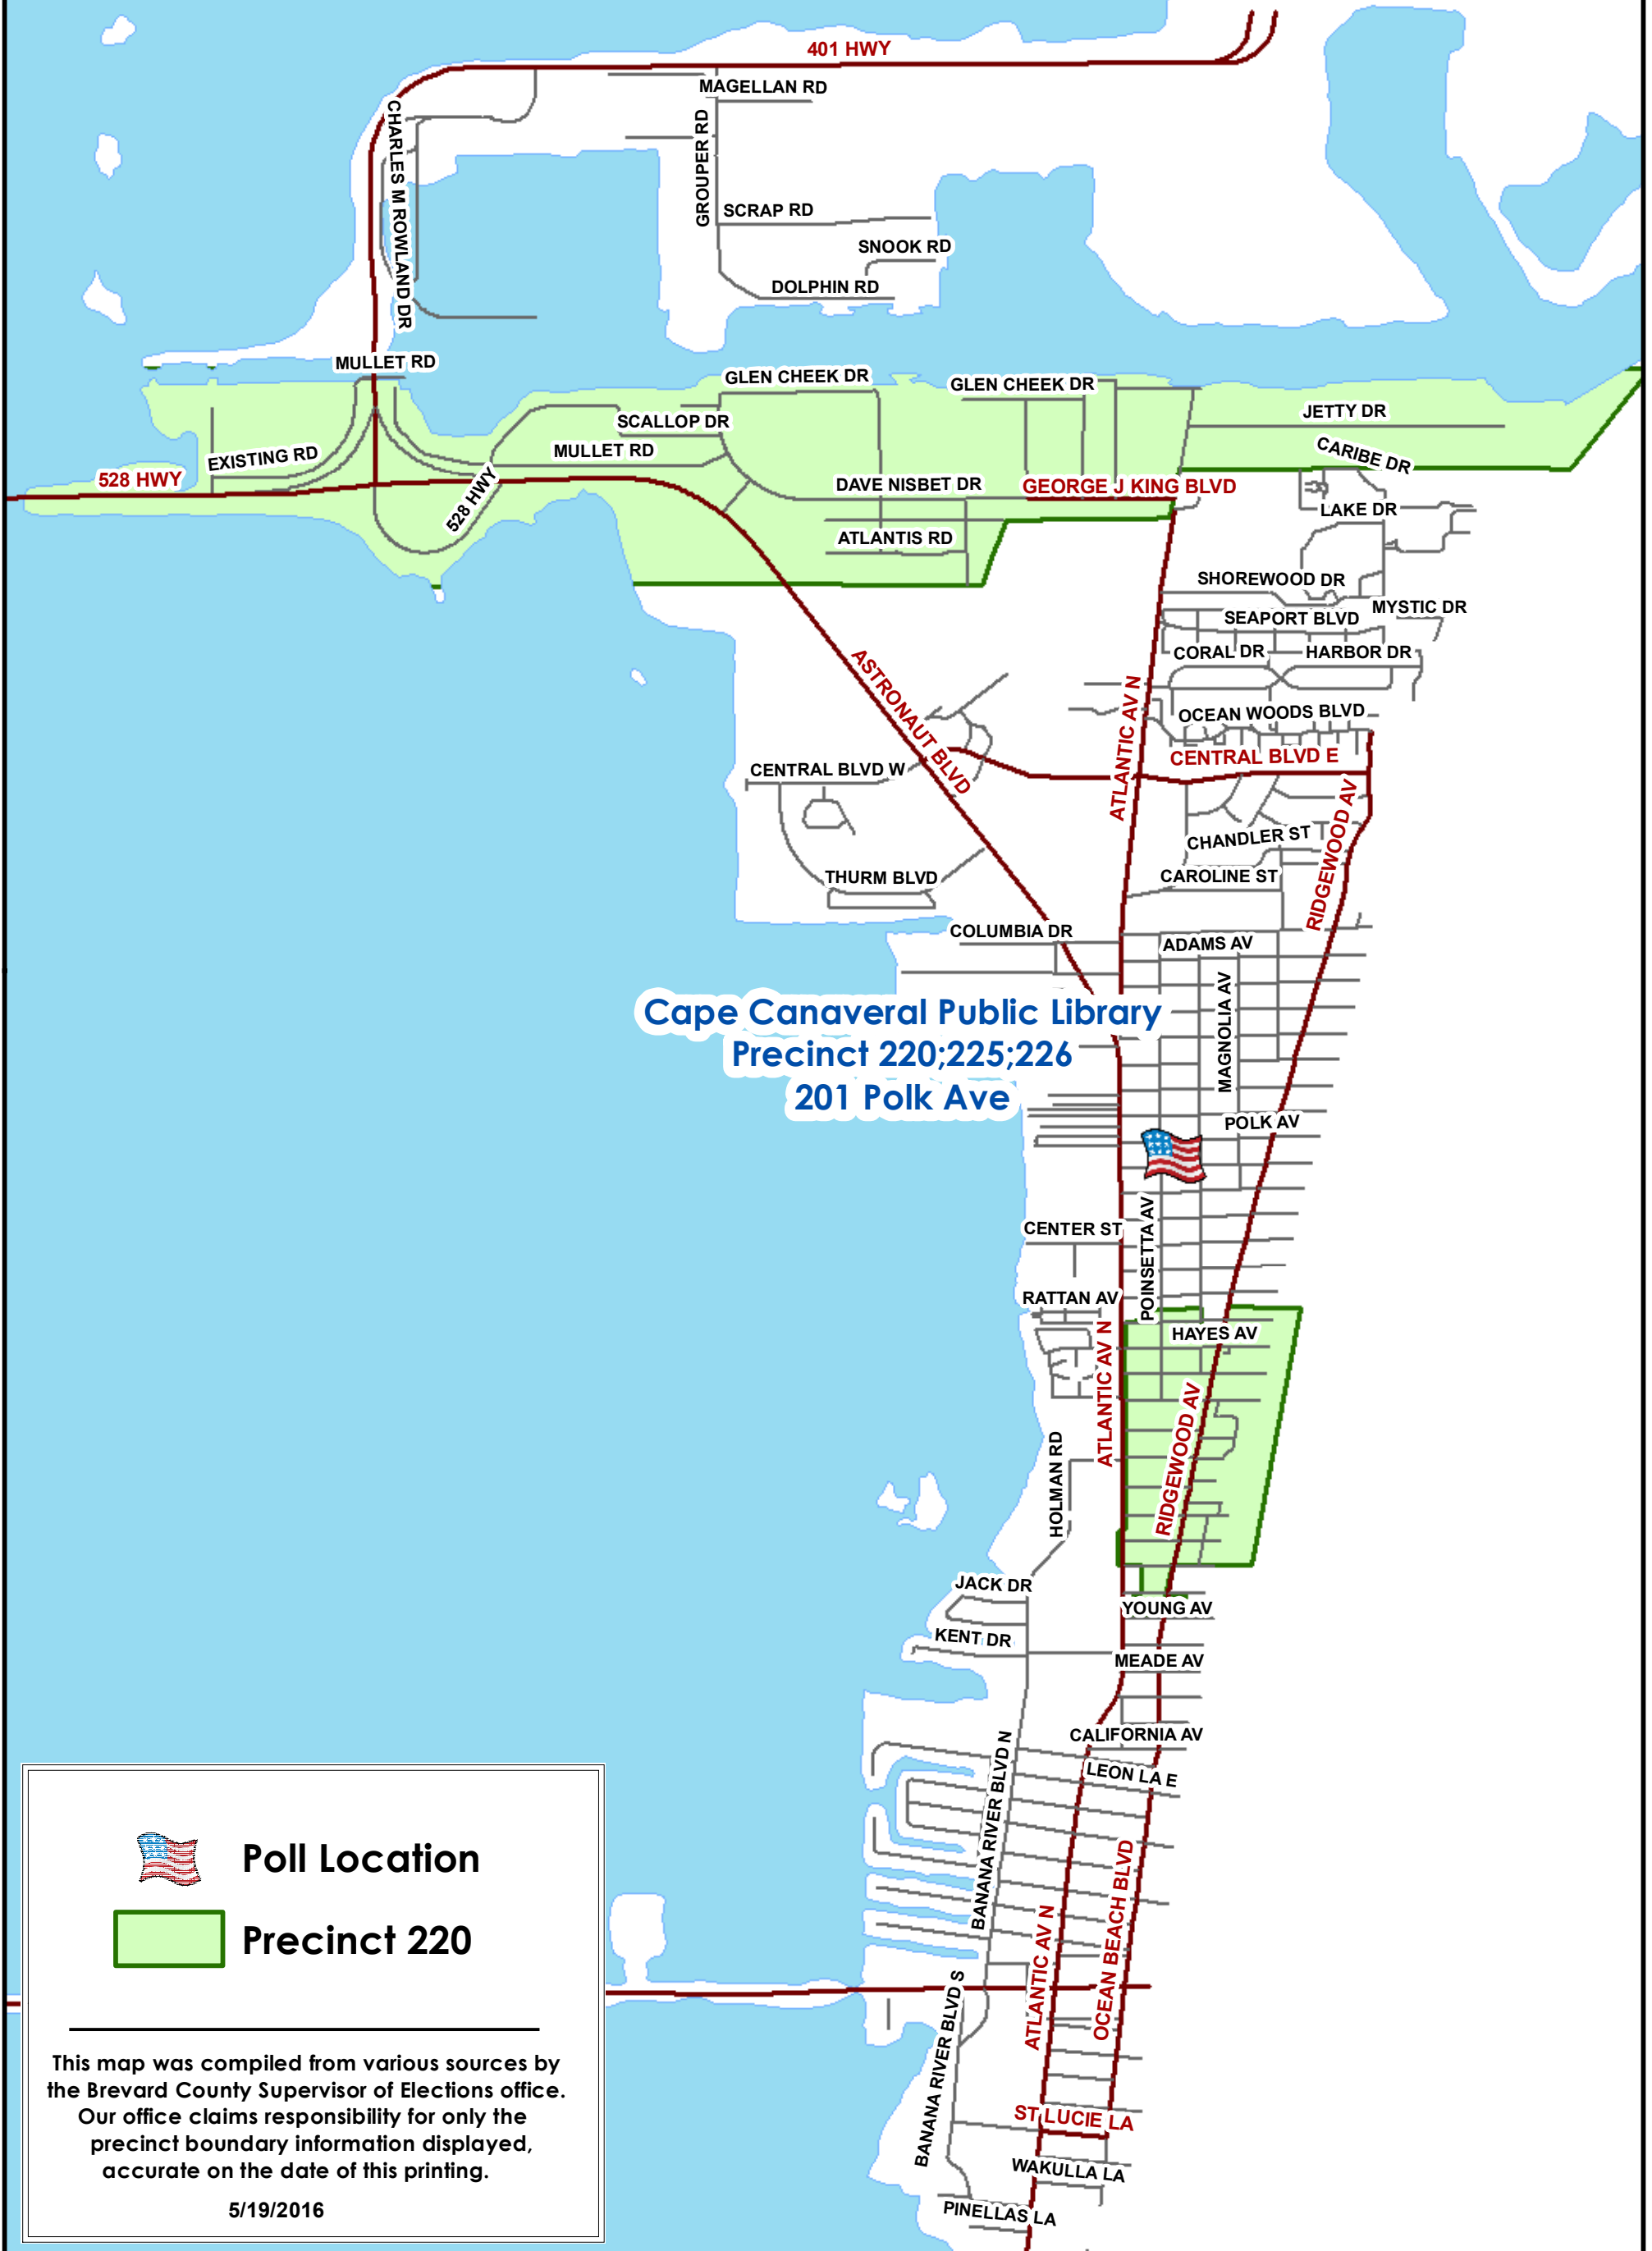 401 HWY
MAGELLAN RD
CHARLES M ROWLAND DR
GROUPER RD
SCRAP RD
SNOOK RD
DOLPHIN RD
MULLET RD
GLEN CHEEK DR
GLEN CHEEK DR
JETTY DR
SCALLOP DR
EXISTING RD
MULLET RD
CARIBE DR
528 HWY
528 HWY
DAVE NISBET DR
GEORGE J KING BLVD
LAKE DR
ATLANTIS RD
SHOREWOOD DR
MYSTIC DR
SEAPORT BLVD
CORAL DR
HARBOR DR
ASTRONAUT BLVD
ATLANTIC AV N
OCEAN WOODS BLVD
CENTRAL BLVD E
CENTRAL BLVD W
RIDGEWOOD AV
CHANDLER ST
THURM BLVD
CAROLINE ST
COLUMBIA DR
ADAMS AV
MAGNOLIA AV
Cape Canaveral Public Library
Precinct 220;225;226
201 Polk Ave
POLK AV
POINSETTA AV
CENTER ST
RATTAN AV
HAYES AV
ATLANTIC AV N
RIDGEWOOD AV
HOLMAN RD
JACK DR
YOUNG AV
KENT DR
MEADE AV
CALIFORNIA AV
LEON LA E
BANANA RIVER BLVD N
OCEAN BEACH BLVD
ATLANTIC AV N
BANANA RIVER BLVD S
ST LUCIE LA
WAKULLA LA
PINELLAS LA
Poll Location
Precinct 220
This map was compiled from various sources by
the Brevard County Supervisor of Elections office.
Our office claims responsibility for only the
precinct boundary information displayed,
accurate on the date of this printing.
5/19/2016